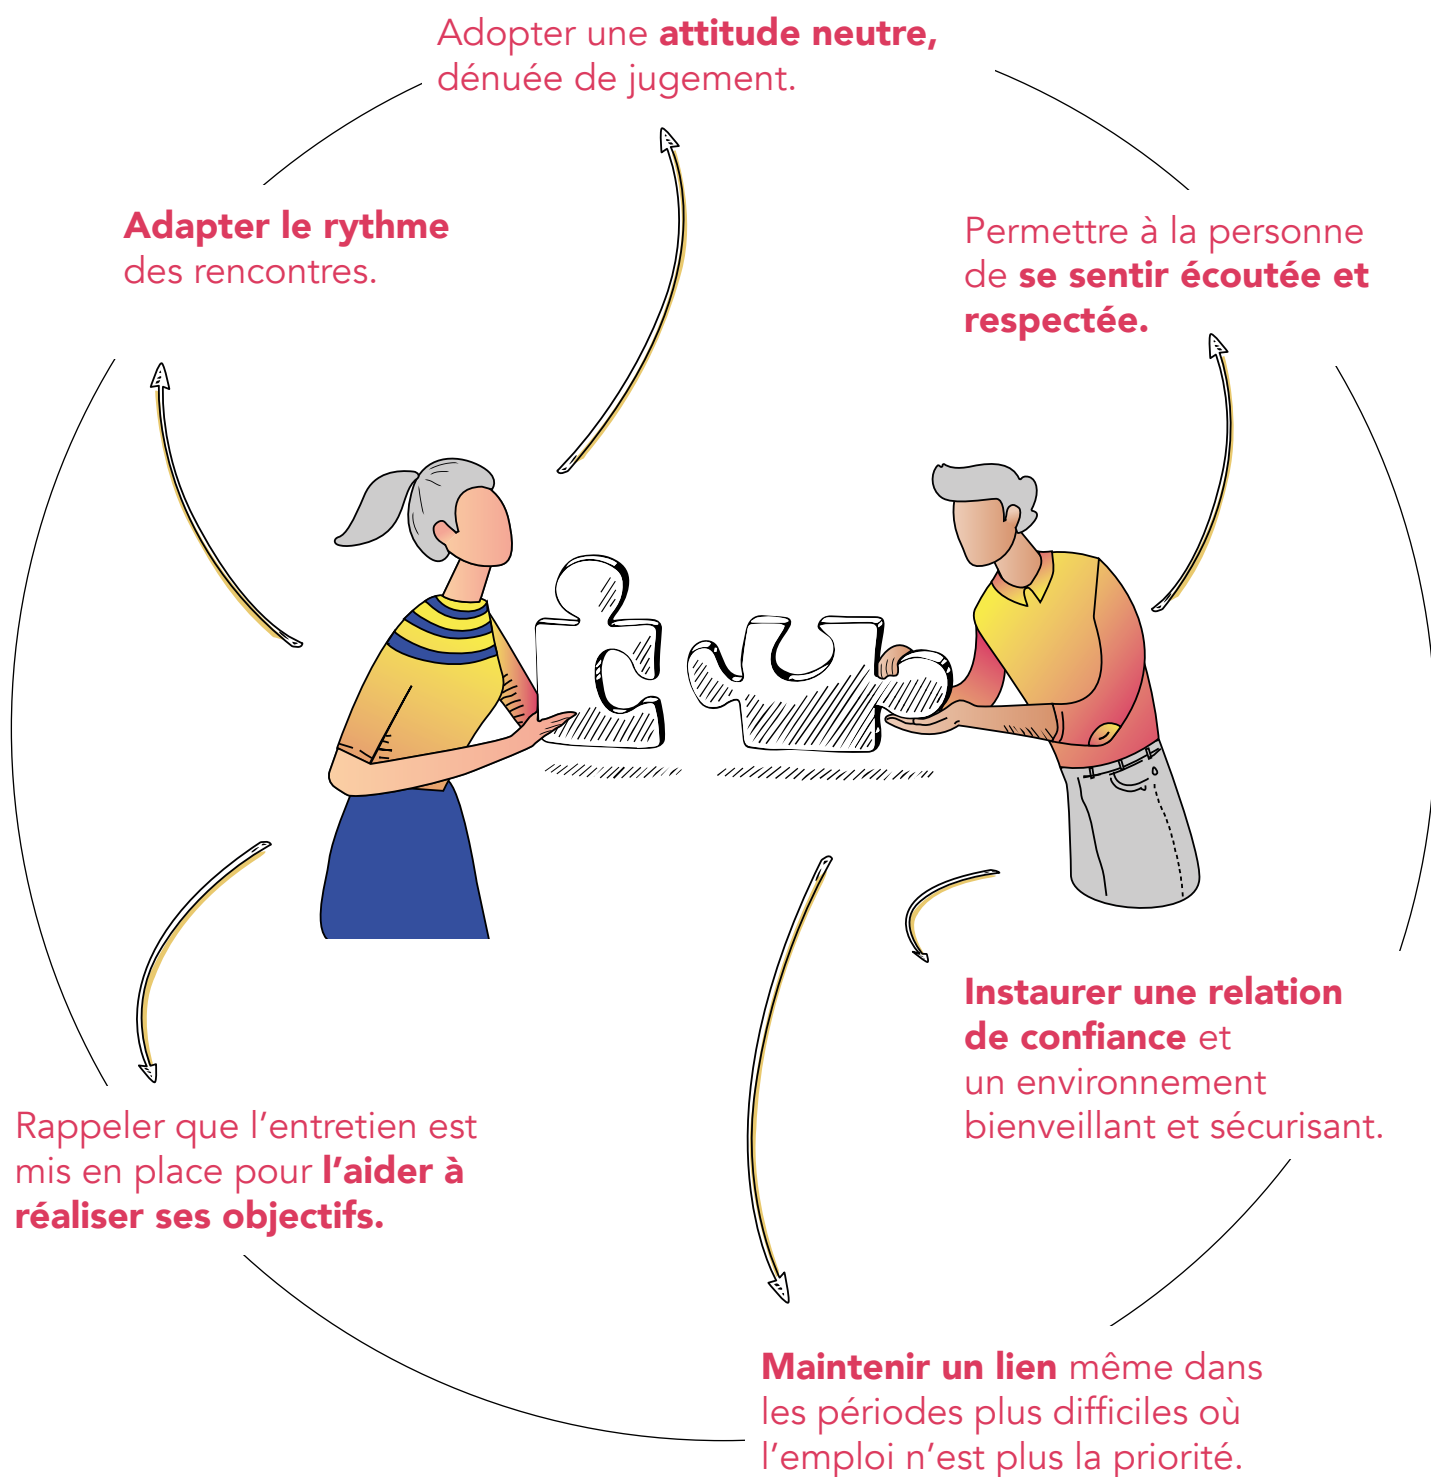 Adopter une attitude neutre,
dénuée de jugement.
Adapter le rythme
des rencontres.
Permettre à la personne
de se sentir écoutée et
respectée.
Instaurer une relation
de confiance et
un environnement
bienveillant et sécurisant.
Rappeler que l’entretien est
mis en place pour l’aider à
réaliser ses objectifs.
Maintenir un lien même dans
les périodes plus difficiles où
l’emploi n’est plus la priorité.